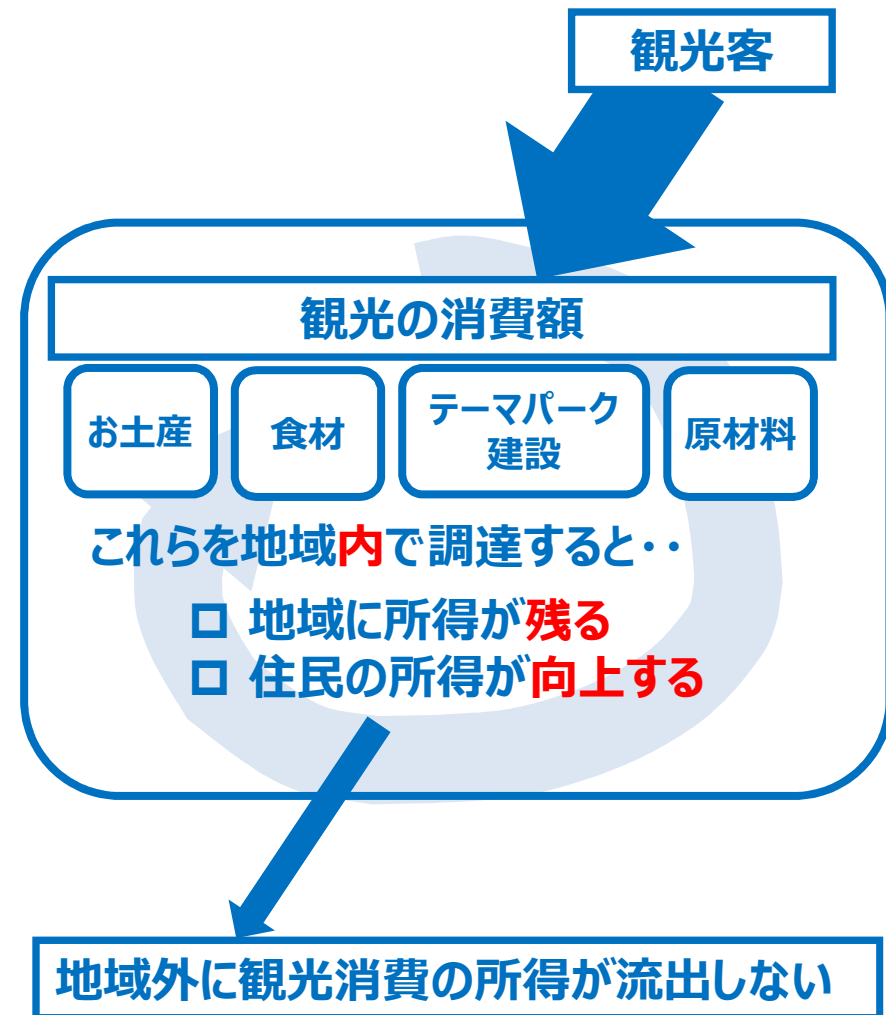 観光客
観光の消費額
お土産
食材
テーマパーク
建設
原材料
これらを地域内で調達すると・・
□ 地域に所得が残る
□ 住民の所得が向上する
地域外に観光消費の所得が流出しない